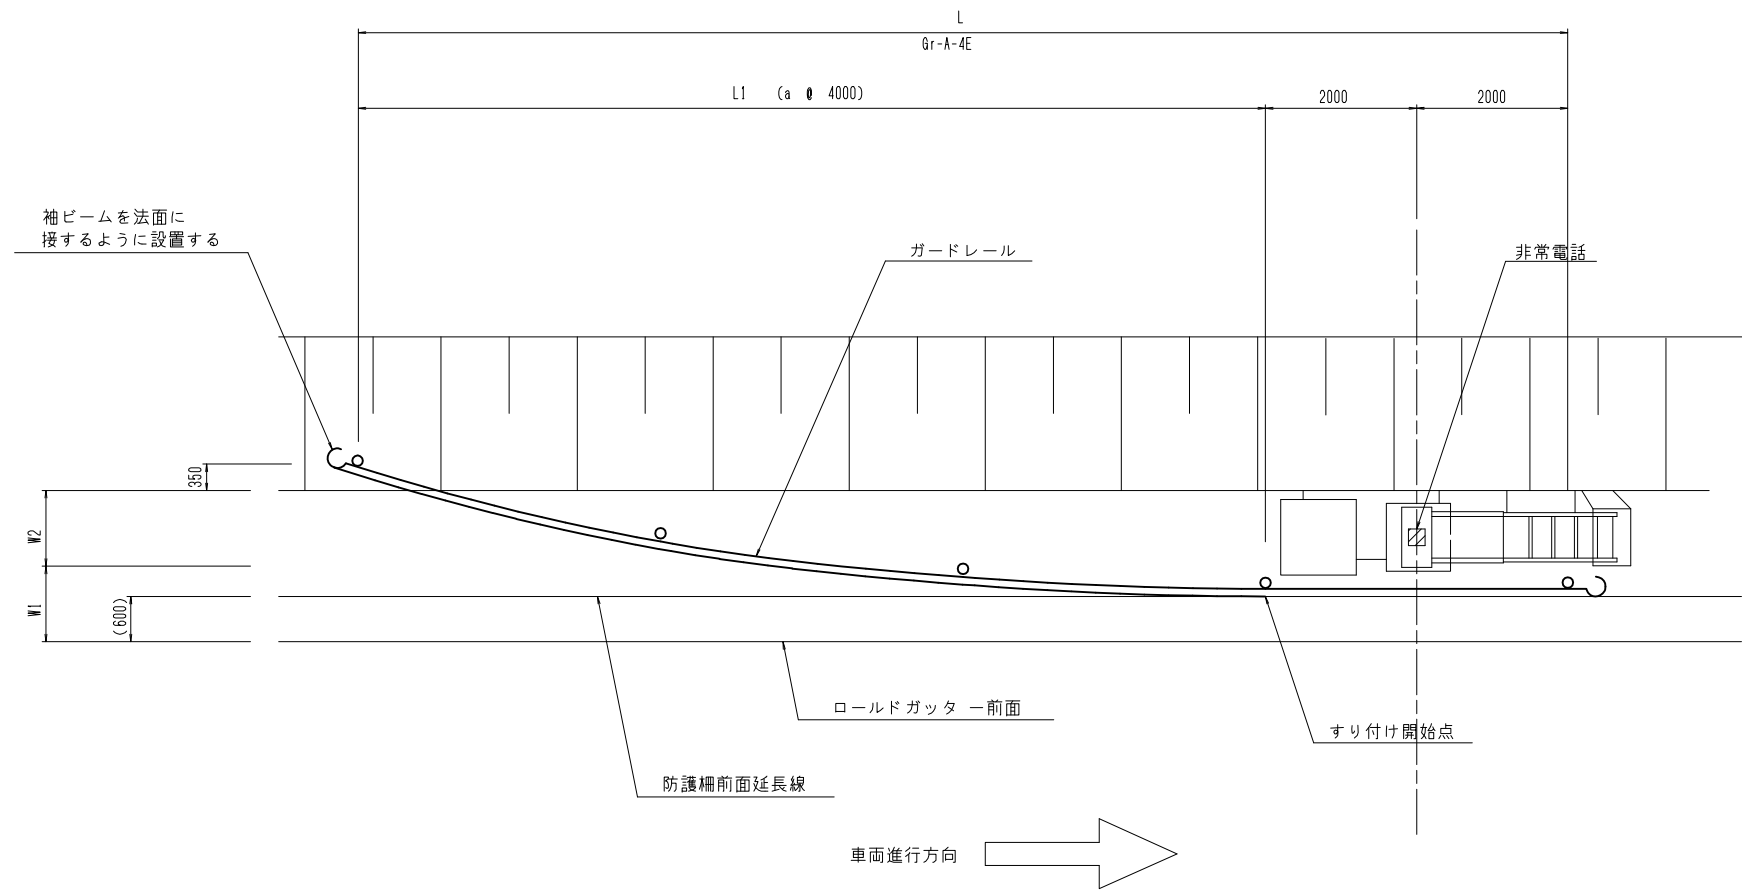 L
Gr-A-4E
L1 (a @ 4000)
2000
2000
袖ビームを法面に
接するように設置する
ガードレール
非常電話
350
W2
W1
(600)
ロールドガッター前面
すり付け開始点
防護柵前面延長線
車両進行方向